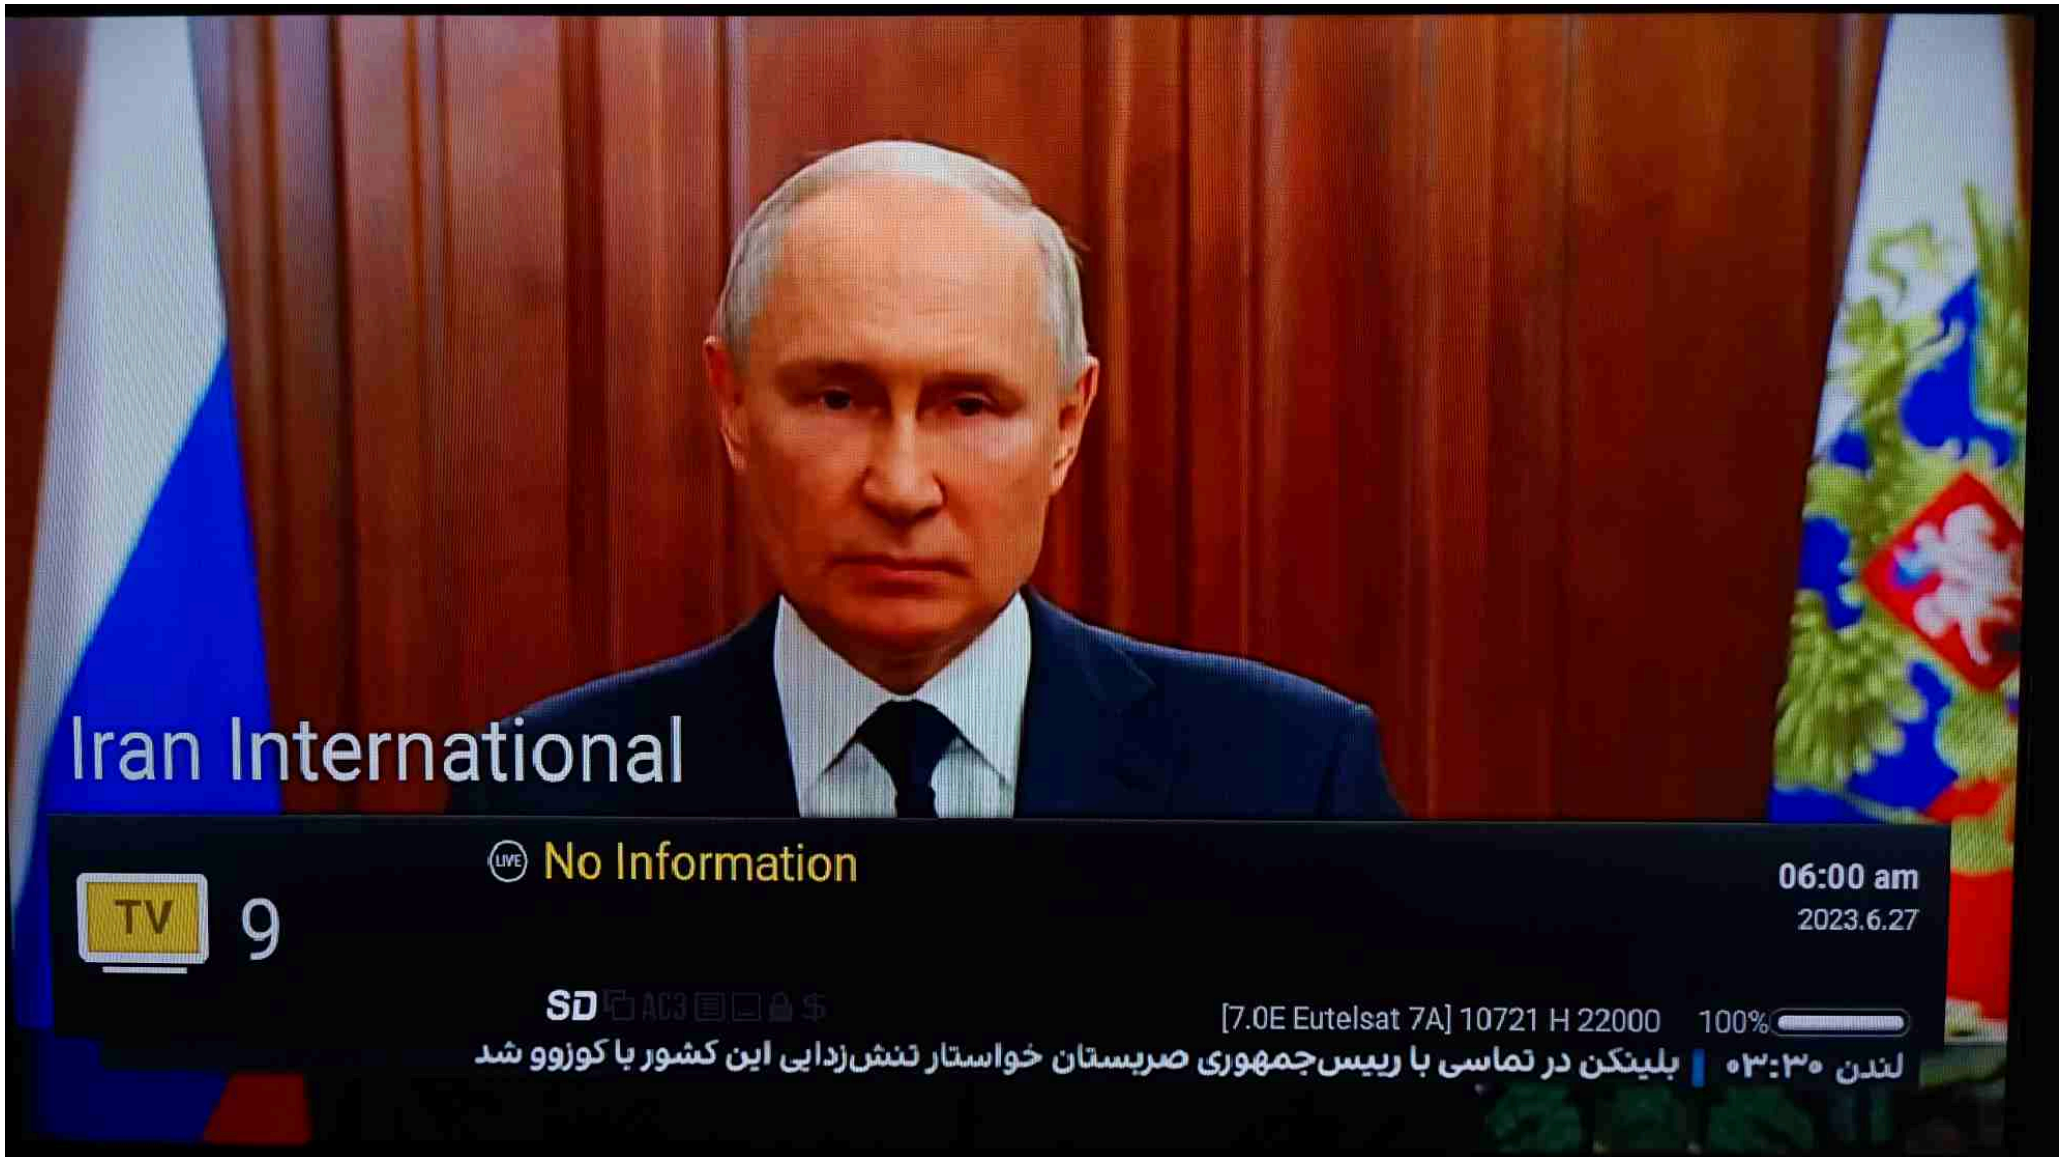 Iran International
LIVE No Information
06:00 am
TV 9
2023.6.27
SD AC3 $
[7.0E Eutelsat 7A] 10721 H 22000 100%
لندن ۰۳:۳۰ بلینکن در تماسی با رییس‌جمهوری صربستان خواستار تنش‌زدایی این کشور با کوزوو شد